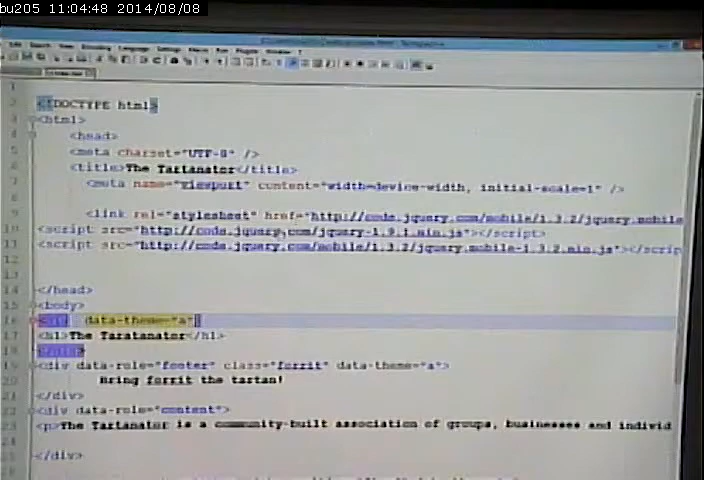 bu205 11:04:48 2014/08/08
1
2 <!DOCTYPE html>
3 <html>
4 <head>
5 <meta charset="UTF-8" />
6 <title>The Tartanator</title>
7 <meta name="viewport" content="width=device-width, initial-scale=1" />
8
9 <link rel="stylesheet" href="http://code.jquery.com/mobile/1.3.2/jquery.mobile
10 <script src="http://code.jquery.com/jquery-1.9.1.min.js"></script>
11 <script src="http://code.jquery.com/mobile/1.3.2/jquery.mobile-1.3.2.min.js"></scrip
12
13
14 </head>
15 <body>
16 <div data-theme="a">
17 <h1>The Taratanator</h1>
18 </div>
19 <div data-role="footer" class="forrit" data-theme="a">
20 Bring forrit the tartan!
21 </div>
22 <div data-role="content">
23 <p>The Tartanator is a community-built association of groups, businesses and individ
24
25 </div>